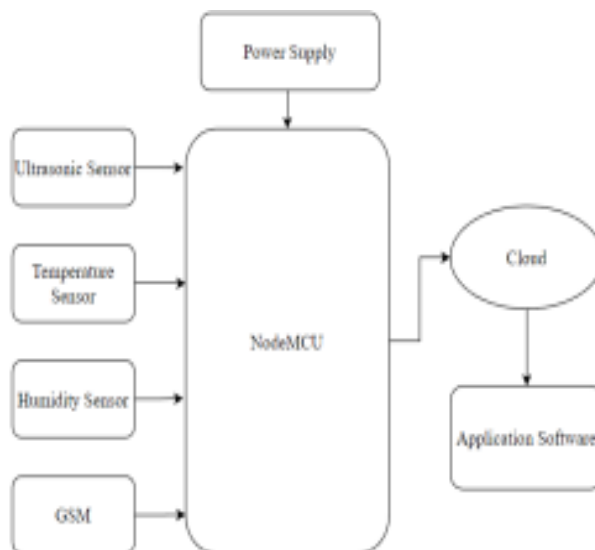 Power Supply
Ultrasonic Sensor
Temperature
Sensor
Humidity Sensor
GSM
NodeMCU
Cloud
Application Software